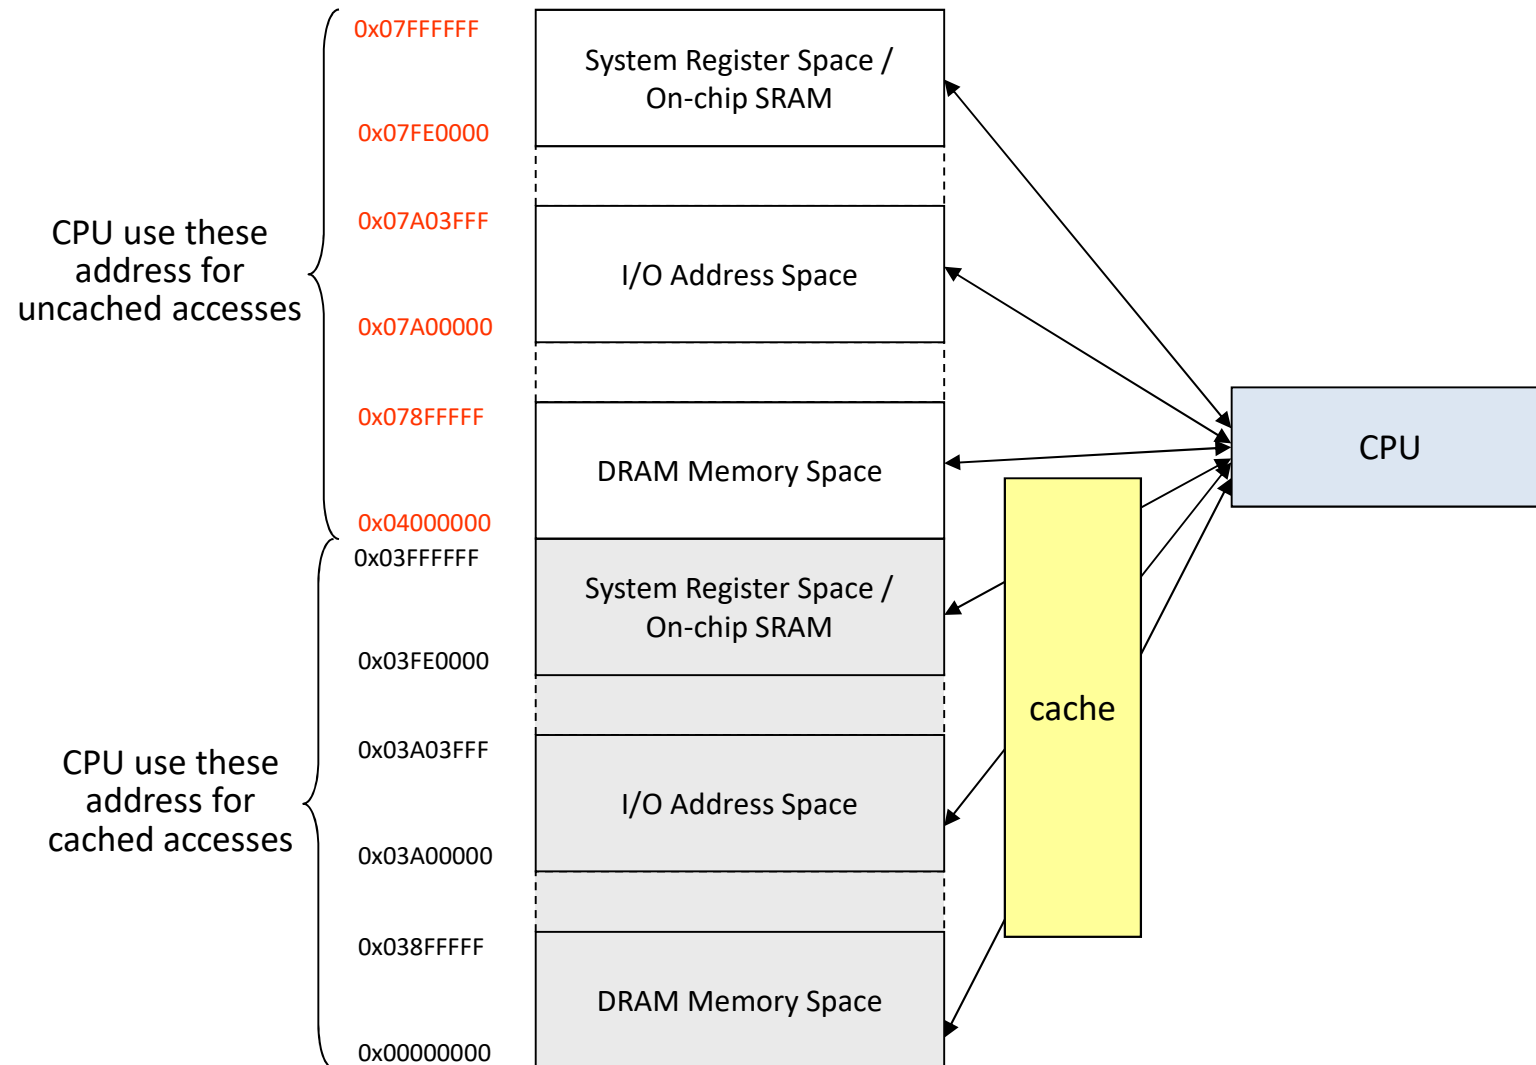 0x07FFFFFF
System Register Space /
On-chip SRAM
0x07FE0000
CPU use these
address for
uncached accesses
0x07A03FFF
I/O Address Space
0x07A00000
0x078FFFFF
DRAM Memory Space
0x04000000
CPU
0x03FFFFFF
System Register Space /
On-chip SRAM
0x03FE0000
cache
CPU use these
address for
cached accesses
0x03A03FFF
I/O Address Space
0x03A00000
0x038FFFFF
DRAM Memory Space
0x00000000